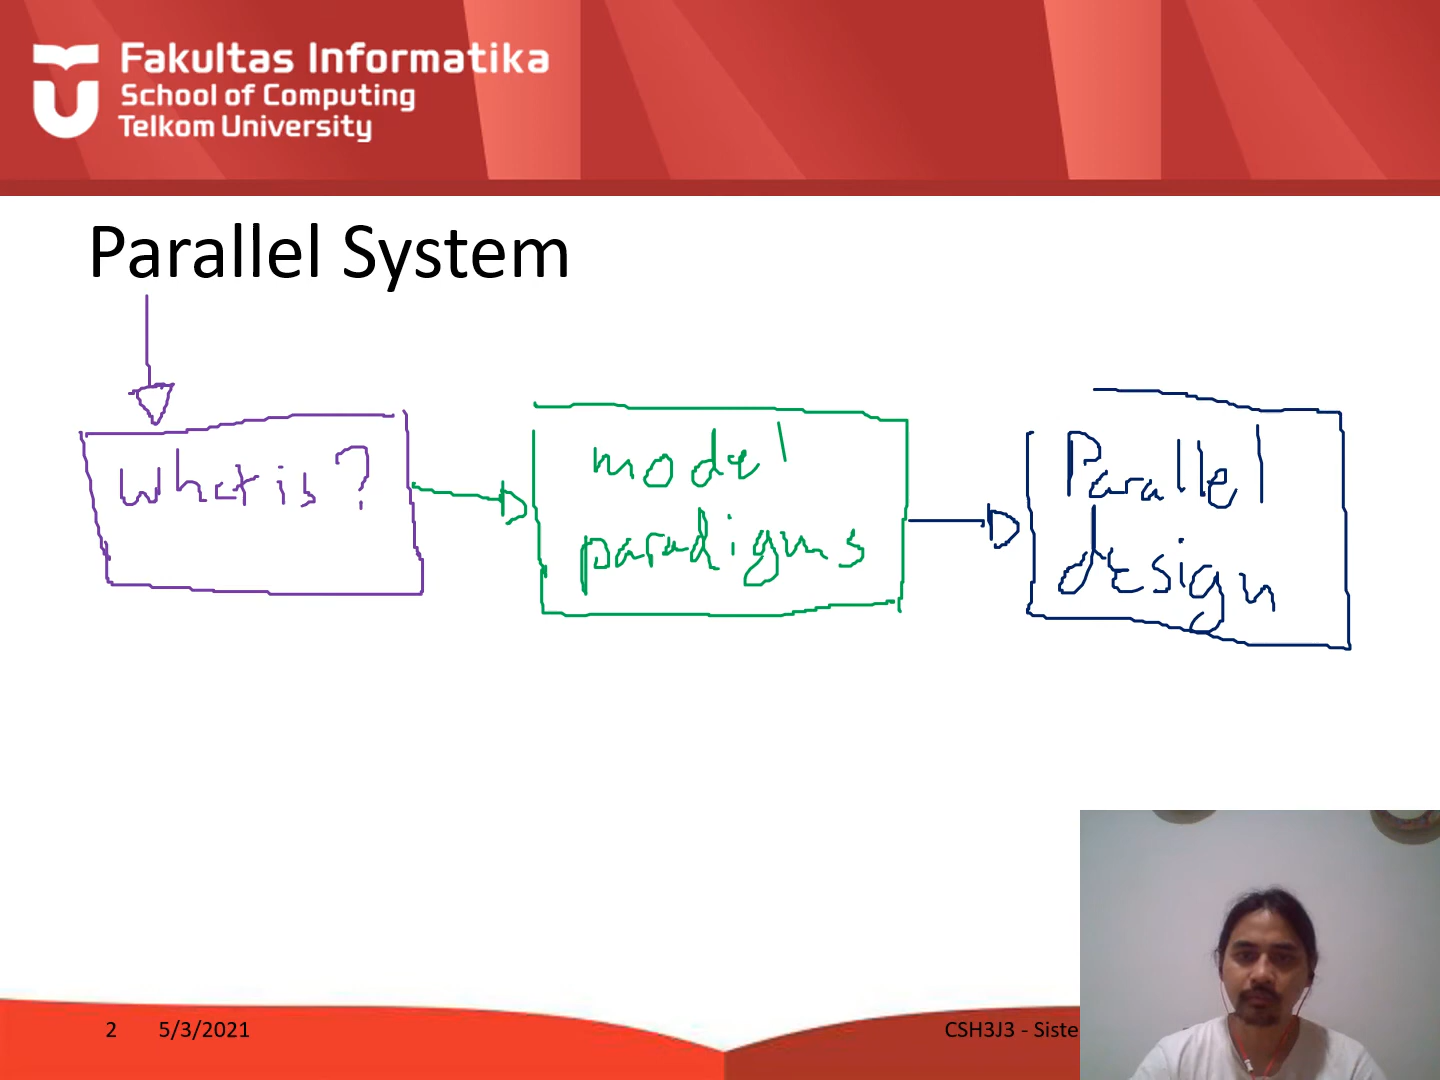 Fakultas Informatika
School of Computing
Telkom University
Parallel System
What is?
model
paradigms
Parallel
design
2 5/3/2021 CSH3J3 - Siste